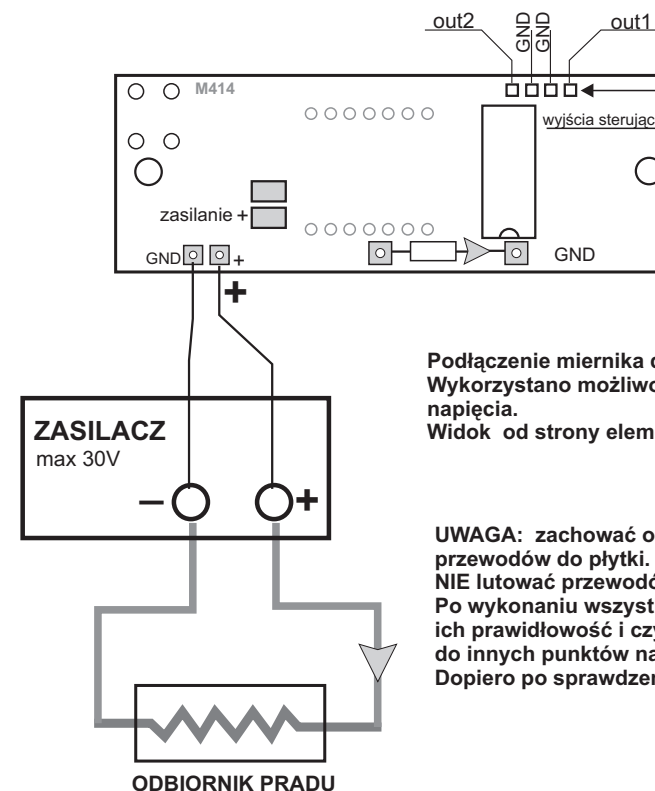 out2 GND GND out1
M414
wyjścia sterując
zasilanie +
GND + GND
+
Podłączenie miernika d
Wykorzystano możliwo
napięcia.
Widok od strony elem
ZASILACZ
max 30V
– +
UWAGA: zachować o
przewodów do płytki.
NIE lutować przewodó
Po wykonaniu wszyst
ich prawidłowość i czy
do innych punktów na
Dopiero po sprawdzen
ODBIORNIK PRADU